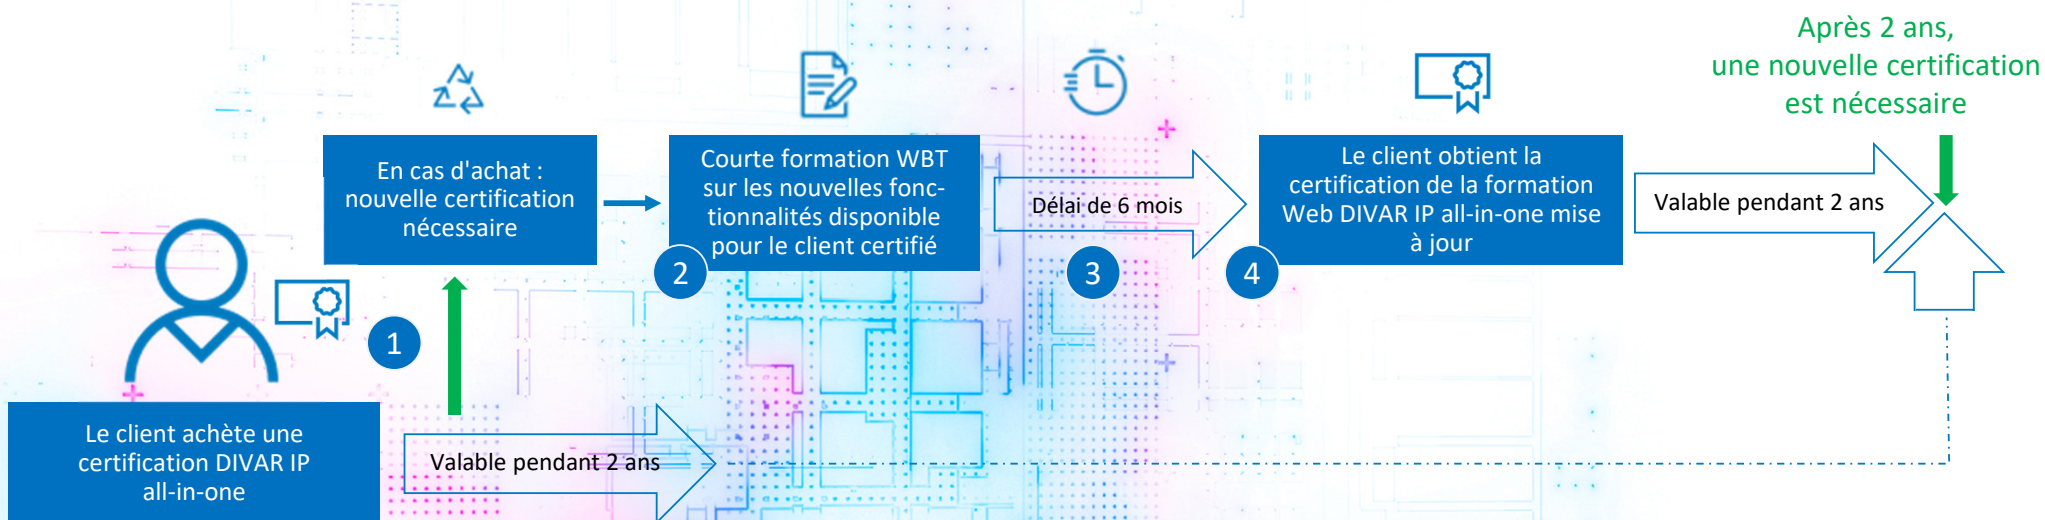 Après 2 ans,
une nouvelle certification
est nécessaire
En cas d'achat :
nouvelle certification
nécessaire
Courte formation WBT
sur les nouvelles fonc-
tionnalités disponible
pour le client certifié
Délai de 6 mois
Le client obtient la
certification de la formation
Web DIVAR IP all-in-one mise
à jour
Valable pendant 2 ans
1
2
3
4
Le client achète une
certification DIVAR IP
all-in-one
Valable pendant 2 ans